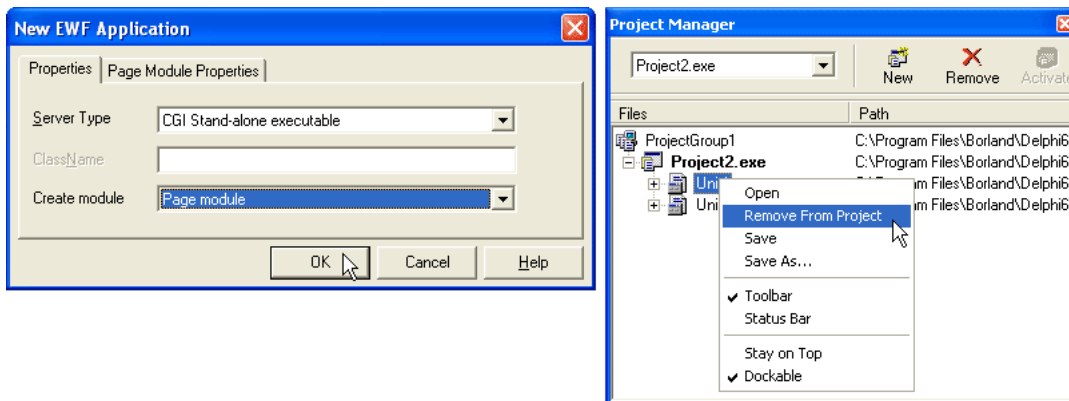 New EWF Application
Properties
Page Module Properties
Server Type
CGI Stand-alone executable
ClassName
Create module
Page module
OK
Cancel
Help
Project Manager
Project2.exe
New
Remove
Activate
Files
Path
ProjectGroup1
C:\Program Files\Borland\Delphi6
Project2.exe
C:\Program Files\Borland\Delphi6
m Files\Borland\Delphi6
m Files\Borland\Delphi6
Open
Remove From Project
Save
Save As...
Toolbar
Status Bar
Stay on Top
Dockable